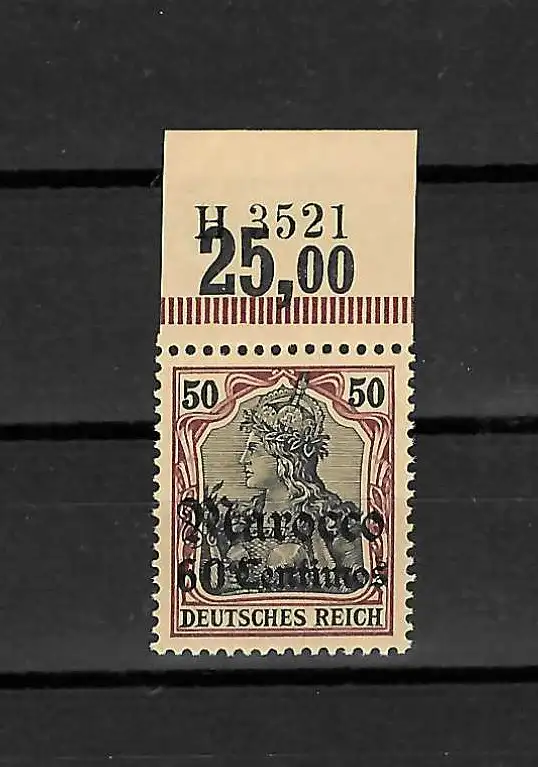 H 3521
25,00
50 50
Marocco
60 Centimos
DEUTSCHES REICH